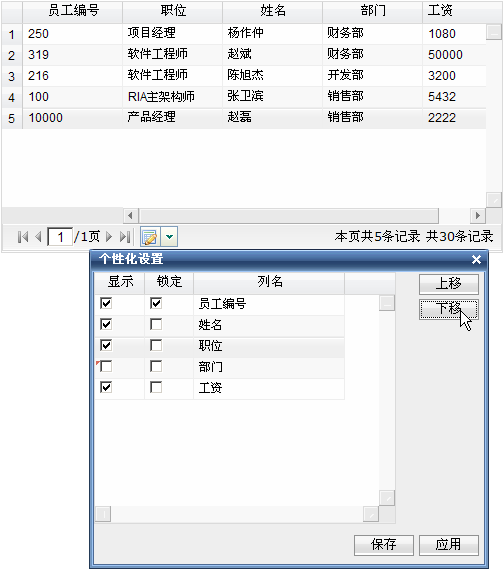 员工编号 职位 姓名 部门 工资
1 250 项目经理 杨作仲 财务部 1080
2 319 软件工程师 赵斌 财务部 50000
3 216 软件工程师 陈旭杰 开发部 3200
4 100 RIA主架构师 张卫滨 销售部 5432
5 10000 产品经理 赵磊 销售部 2222
1 /1页 本页共5条记录 共30条记录
个性化设置
显示 锁定 列名 上移
员工编号 下移
姓名
职位
部门
工资
保存 应用